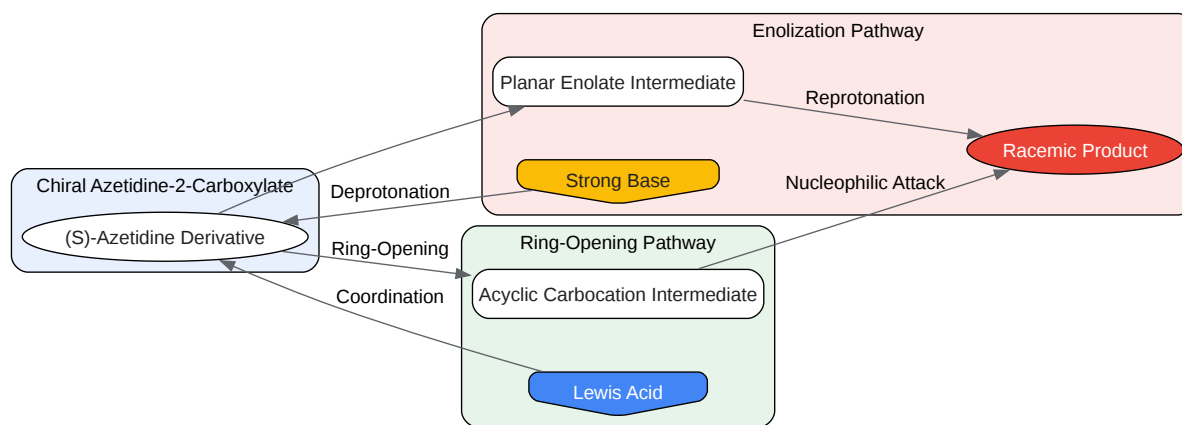 Enolization Pathway
Planar Enolate Intermediate
Reprotonation
Racemic Product
Chiral Azetidine-2-Carboxylate
Deprotonation
Strong Base
Nucleophilic Attack
(S)-Azetidine Derivative
Ring-Opening
Ring-Opening Pathway
Coordination
Acyclic Carbocation Intermediate
Lewis Acid